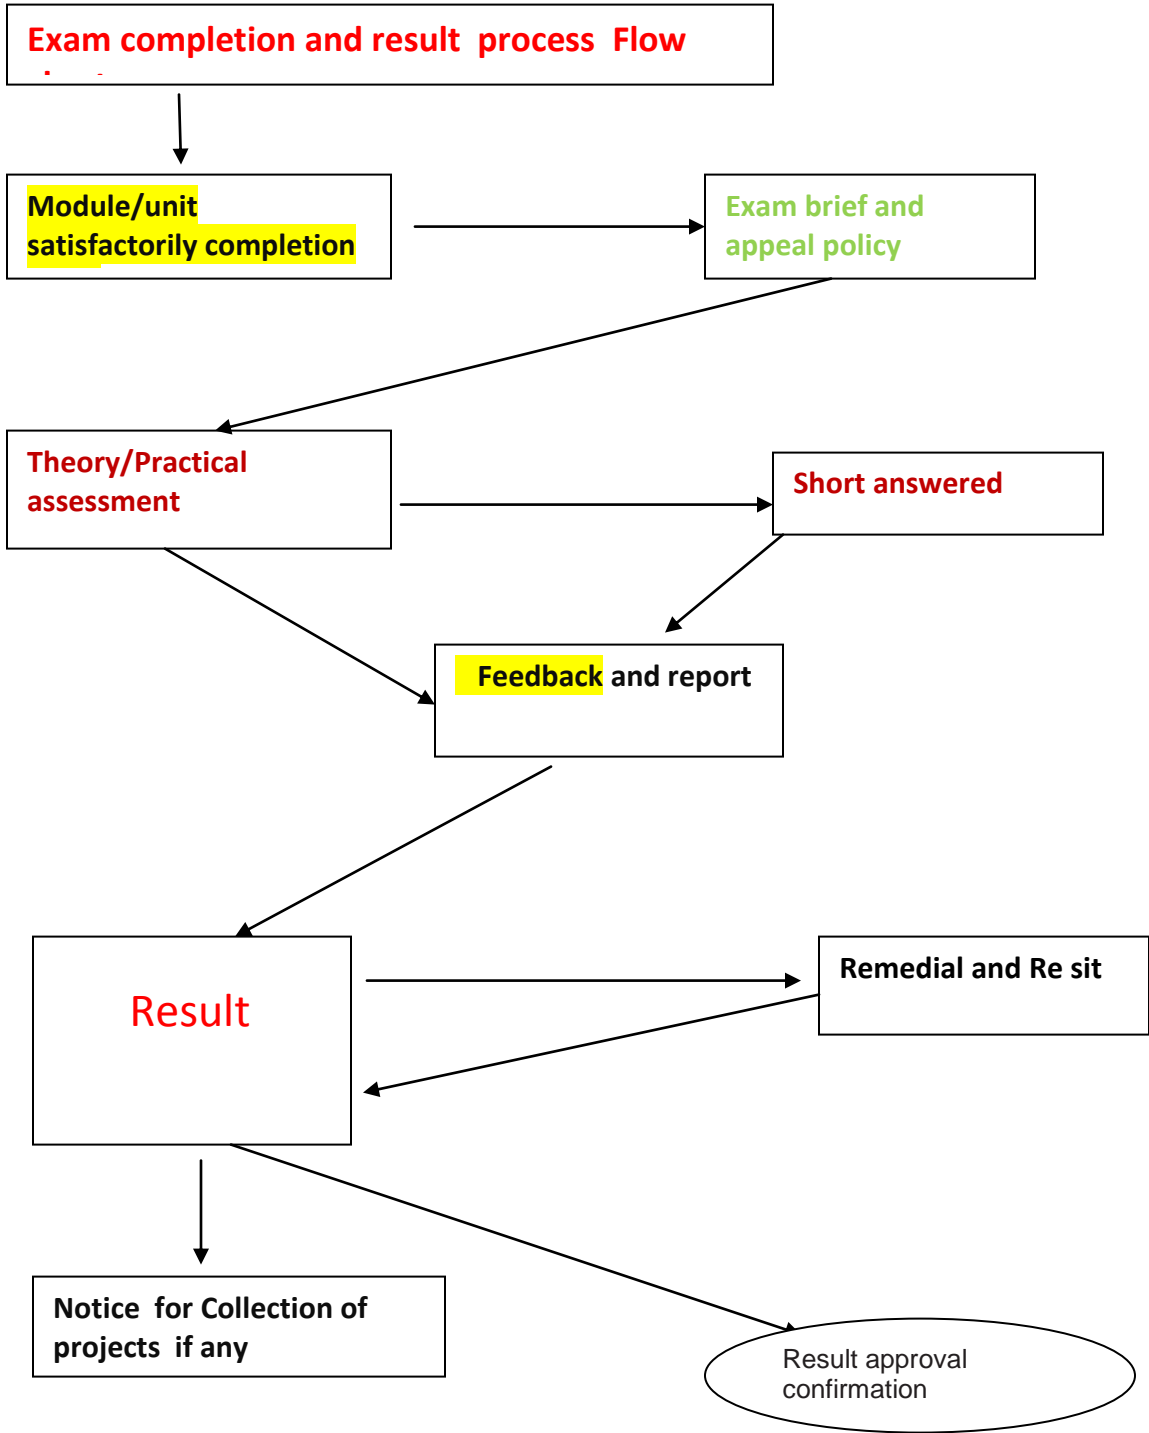 Exam completion and result process Flow
Module/unit
satisfactorily completion
Exam brief and
appeal policy
Theory/Practical
assessment
Short answered
Feedback and report
Result
Remedial and Re sit
Notice for Collection of
projects if any
Result approval
confirmation